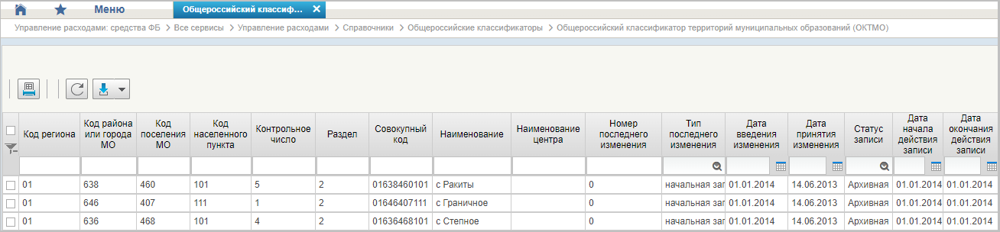 Меню Общероссийский классиф... ✕
Управление расходами: средства ФБ > Все сервисы > Управление расходами > Справочники > Общероссийские классификаторы > Общероссийский классификатор территорий муниципальных образований (ОКТМО)
Код региона Код района или города МО Код поселения МО Код населенного пункта Контрольное число Раздел Совокупный код Наименование Наименование центра Номер последнего изменения Тип последнего изменения Дата введения изменения Дата принятия изменения Статус записи Дата начала действия записи Дата окончания действия записи
01 638 460 101 5 2 01638460101 с Ракиты 0 начальная заг 01.01.2014 14.06.2013 Архивная 01.01.2014 01.01.2014
01 646 407 111 1 2 01646407111 с Граничное 0 начальная заг 01.01.2014 14.06.2013 Архивная 01.01.2014 01.01.2014
01 636 468 101 4 2 01636468101 с Степное 0 начальная заг 01.01.2014 14.06.2013 Архивная 01.01.2014 01.01.2014